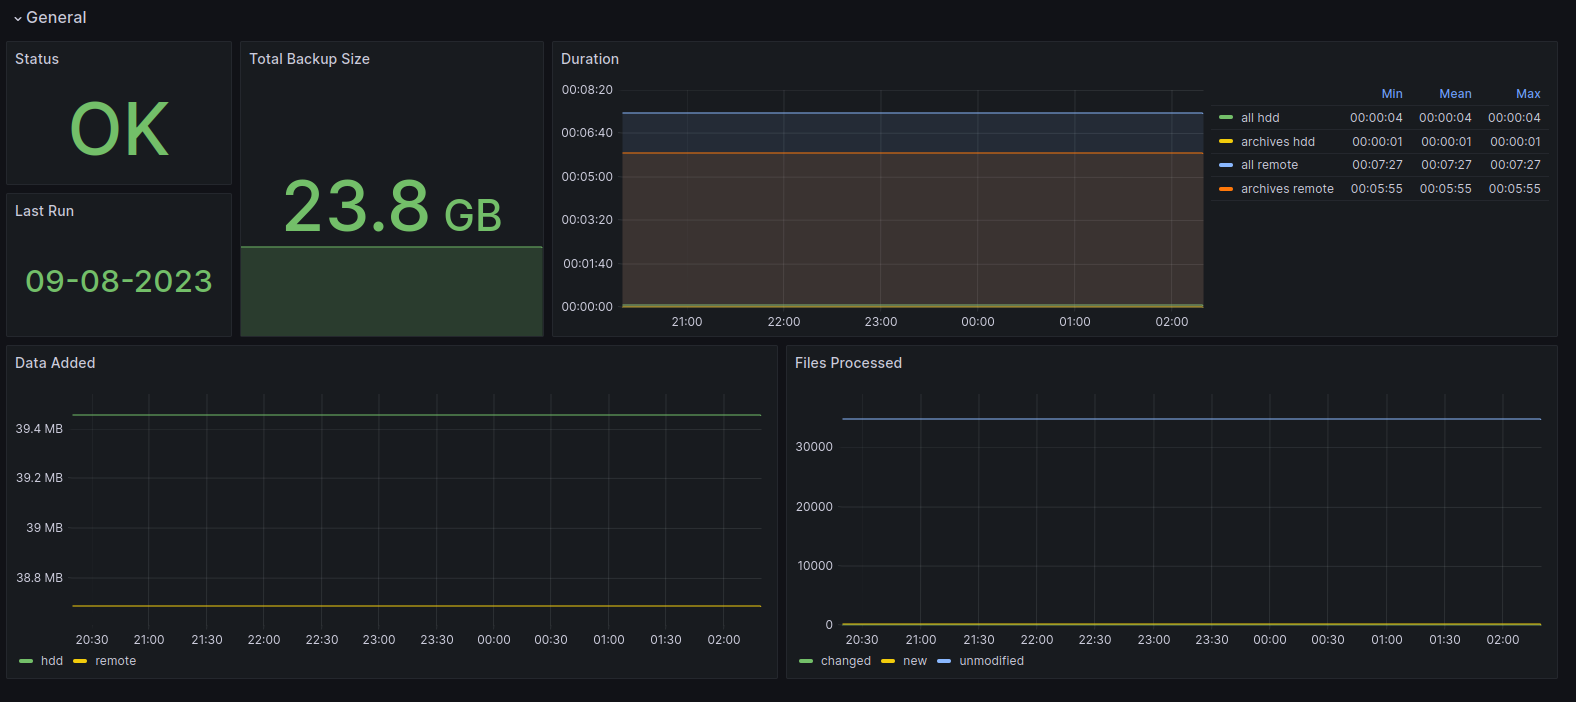 General
Status
OK
Last Run
09-08-2023
Total Backup Size
23.8 GB
Duration
00:08:20
00:06:40
00:05:00
00:03:20
00:01:40
00:00:00
21:00 22:00 23:00 00:00 01:00 02:00
Min Mean Max
all hdd 00:00:04 00:00:04 00:00:04
archives hdd 00:00:01 00:00:01 00:00:01
all remote 00:07:27 00:07:27 00:07:27
archives remote 00:05:55 00:05:55 00:05:55
Data Added
39.4 MB
39.2 MB
39 MB
38.8 MB
20:30 21:00 21:30 22:00 22:30 23:00 23:30 00:00 00:30 01:00 01:30 02:00
hdd remote
Files Processed
30000
20000
10000
0
20:30 21:00 21:30 22:00 22:30 23:00 23:30 00:00 00:30 01:00 01:30 02:00
changed new unmodified